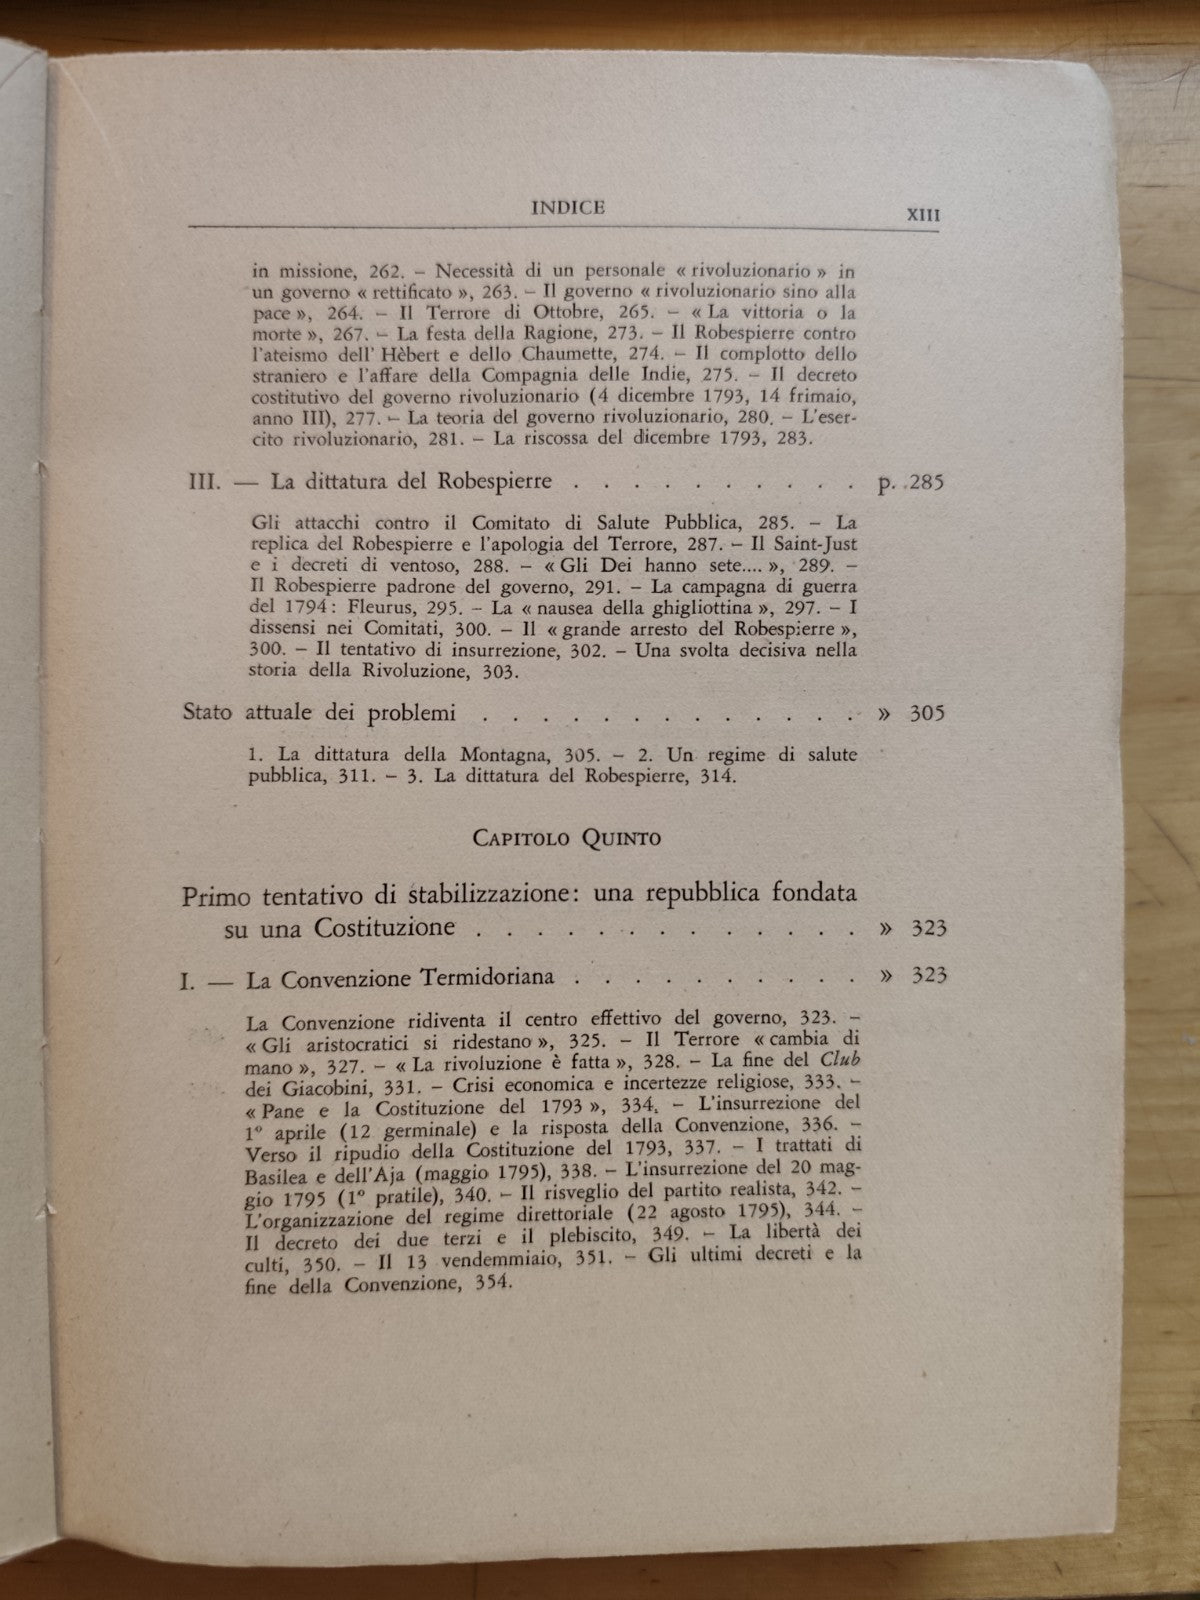 INDICE XIII
in missione, 262. – Necessità di un personale « rivoluzionario » in
un governo « rettificato », 263. – Il governo « rivoluzionario sino alla
pace », 264. – Il Terrore di Ottobre, 265. – « La vittoria o la
morte », 267. – La festa della Ragione, 273. – Il Robespierre contro
l'ateismo dell' Hèbert e dello Chaumette, 274. – Il complotto dello
straniero e l'affare della Compagnia delle Indie, 275. – Il decreto
costitutivo del governo rivoluzionario (4 dicembre 1793, 14 frimaio,
anno III), 277. – La teoria del governo rivoluzionario, 280. – L'eser-
cito rivoluzionario, 281. – La riscossa del dicembre 1793, 283.
III. — La dittatura del Robespierre . . . . . . . . . . p. 285
Gli attacchi contro il Comitato di Salute Pubblica, 285. – La
replica del Robespierre e l'apologia del Terrore, 287. – Il Saint-Just
e i decreti di ventoso, 288. – « Gli Dei hanno sete.... », 289. –
Il Robespierre padrone del governo, 291. – La campagna di guerra
del 1794: Fleurus, 295. – La « nausea della ghigliottina », 297. – I
dissensi nei Comitati, 300. – Il « grande arresto del Robespierre »,
300. – Il tentativo di insurrezione, 302. – Una svolta decisiva nella
storia della Rivoluzione, 303.
Stato attuale dei problemi . . . . . . . . . . . . . » 305
1. La dittatura della Montagna, 305. – 2. Un regime di salute
pubblica, 311. – 3. La dittatura del Robespierre, 314.
CAPITOLO QUINTO
Primo tentativo di stabilizzazione: una repubblica fondata
su una Costituzione . . . . . . . . . . . . . » 323
I. — La Convenzione Termidoriana . . . . . . . . . . » 323
La Convenzione ridiventa il centro effettivo del governo, 323. –
« Gli aristocratici si ridestano », 325. – Il Terrore « cambia di
mano », 327. – « La rivoluzione è fatta », 328. – La fine del Club
dei Giacobini, 331. – Crisi economica e incertezze religiose, 333. –
« Pane e la Costituzione del 1793 », 334. – L'insurrezione del
1° aprile (12 germinale) e la risposta della Convenzione, 336. –
Verso il ripudio della Costituzione del 1793, 337. – I trattati di
Basilea e dell'Aja (maggio 1795), 338. – L'insurrezione del 20 mag-
gio 1795 (1° pratile), 340. – Il risveglio del partito realista, 342. –
L'organizzazione del regime direttoriale (22 agosto 1795), 344. –
Il decreto dei due terzi e il plebiscito, 349. – La libertà dei
culti, 350. – Il 13 vendemmiaio, 351. – Gli ultimi decreti e la
fine della Convenzione, 354.